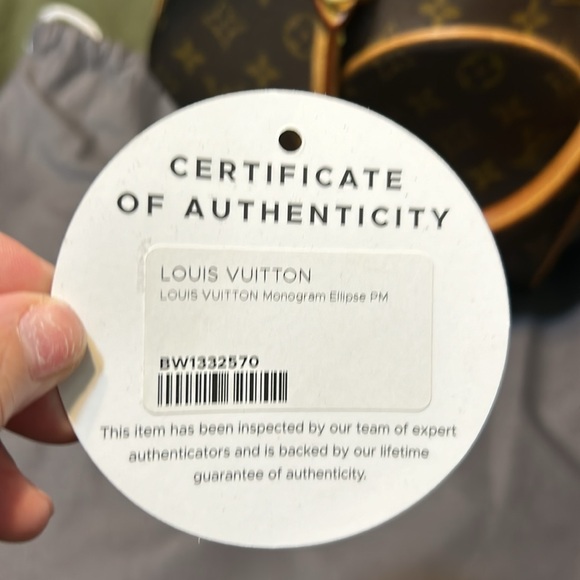 CERTIFICATE
OF AUTHENTICITY
LOUIS VUITTON
LOUIS VUITTON Monogram Ellipse PM
BW1332570
This item has been inspected by our team of expert
authenticators and is backed by our lifetime
guarantee of authenticity.